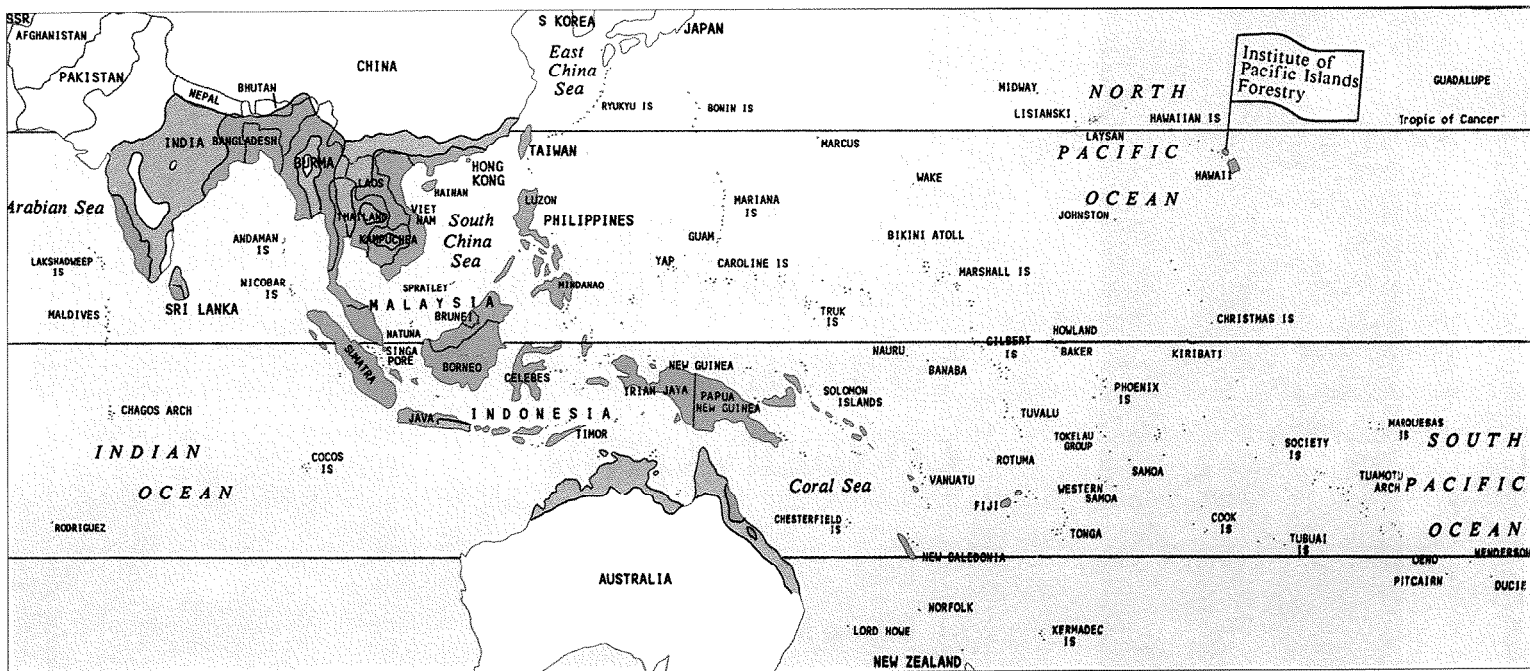 SSR
AFGHANISTAN
PAKISTAN
NEPAL
BHUTAN
CHINA
S KOREA
JAPAN
East
China
Sea
RYUKYU IS
BONIN IS
MIDWAY
LISIANSKI
NORTH
PACIFIC
OCEAN
LAYSAN
HAWAIIAN IS
Institute of
Pacific Islands
Forestry
GUADALUPE
Tropic of Cancer
INDIA
BANGLADESH
BURMA
LAOS
HONG
KONG
TAIWAN
HAINAN
MARCUS
HAWAII
WAKE
Arabian Sea
THAILAND
VIET
NAM
KAMPUCHEA
South
China
Sea
LUZON
PHILIPPINES
MARIANA
IS
JOHNSTON
GUAM
BIKINI ATOLL
ANDAMAN
IS
LAKSHADWEEP
IS
YAP
CAROLINE IS
MARSHALL IS
NICOBAR
IS
SPRATLEY
MINDANAO
MALDIVES
SRI LANKA
MALAYSIA
BRUNEI
TRUK
IS
CHRISTMAS IS
NATUNA
SINGA
PORE
HOWLAND
BAKER
GILBERT
IS
NAURU
BANABA
KIRIBATI
SUMATRA
BORNEO
CELEBES
NEW GUINEA
IRIAN JAYA
PAPUA
NEW GUINEA
SOLOMON
ISLANDS
PHOENIX
IS
CHAGOS ARCH
JAVA
INDONESIA
TIMOR
TUVALU
TOKELAU
GROUP
SOCIETY
IS
MARQUESAS
IS
SOUTH
PACIFIC
OCEAN
INDIAN
OCEAN
COCOS
IS
ROTUMA
SAMOA
Coral Sea
VANUATU
WESTERN
SAMOA
TUAMOTU
ARCH
FIJI
RODRIGUEZ
CHESTERFIELD
IS
TONGA
COOK
IS
TUBUAI
IS
NEW CALEDONIA
HENDERSON
OENO
PITCAIRN
DUCIE
AUSTRALIA
NORFOLK
LORD HOWE
KERMADEC
IS
NEW ZEALAND